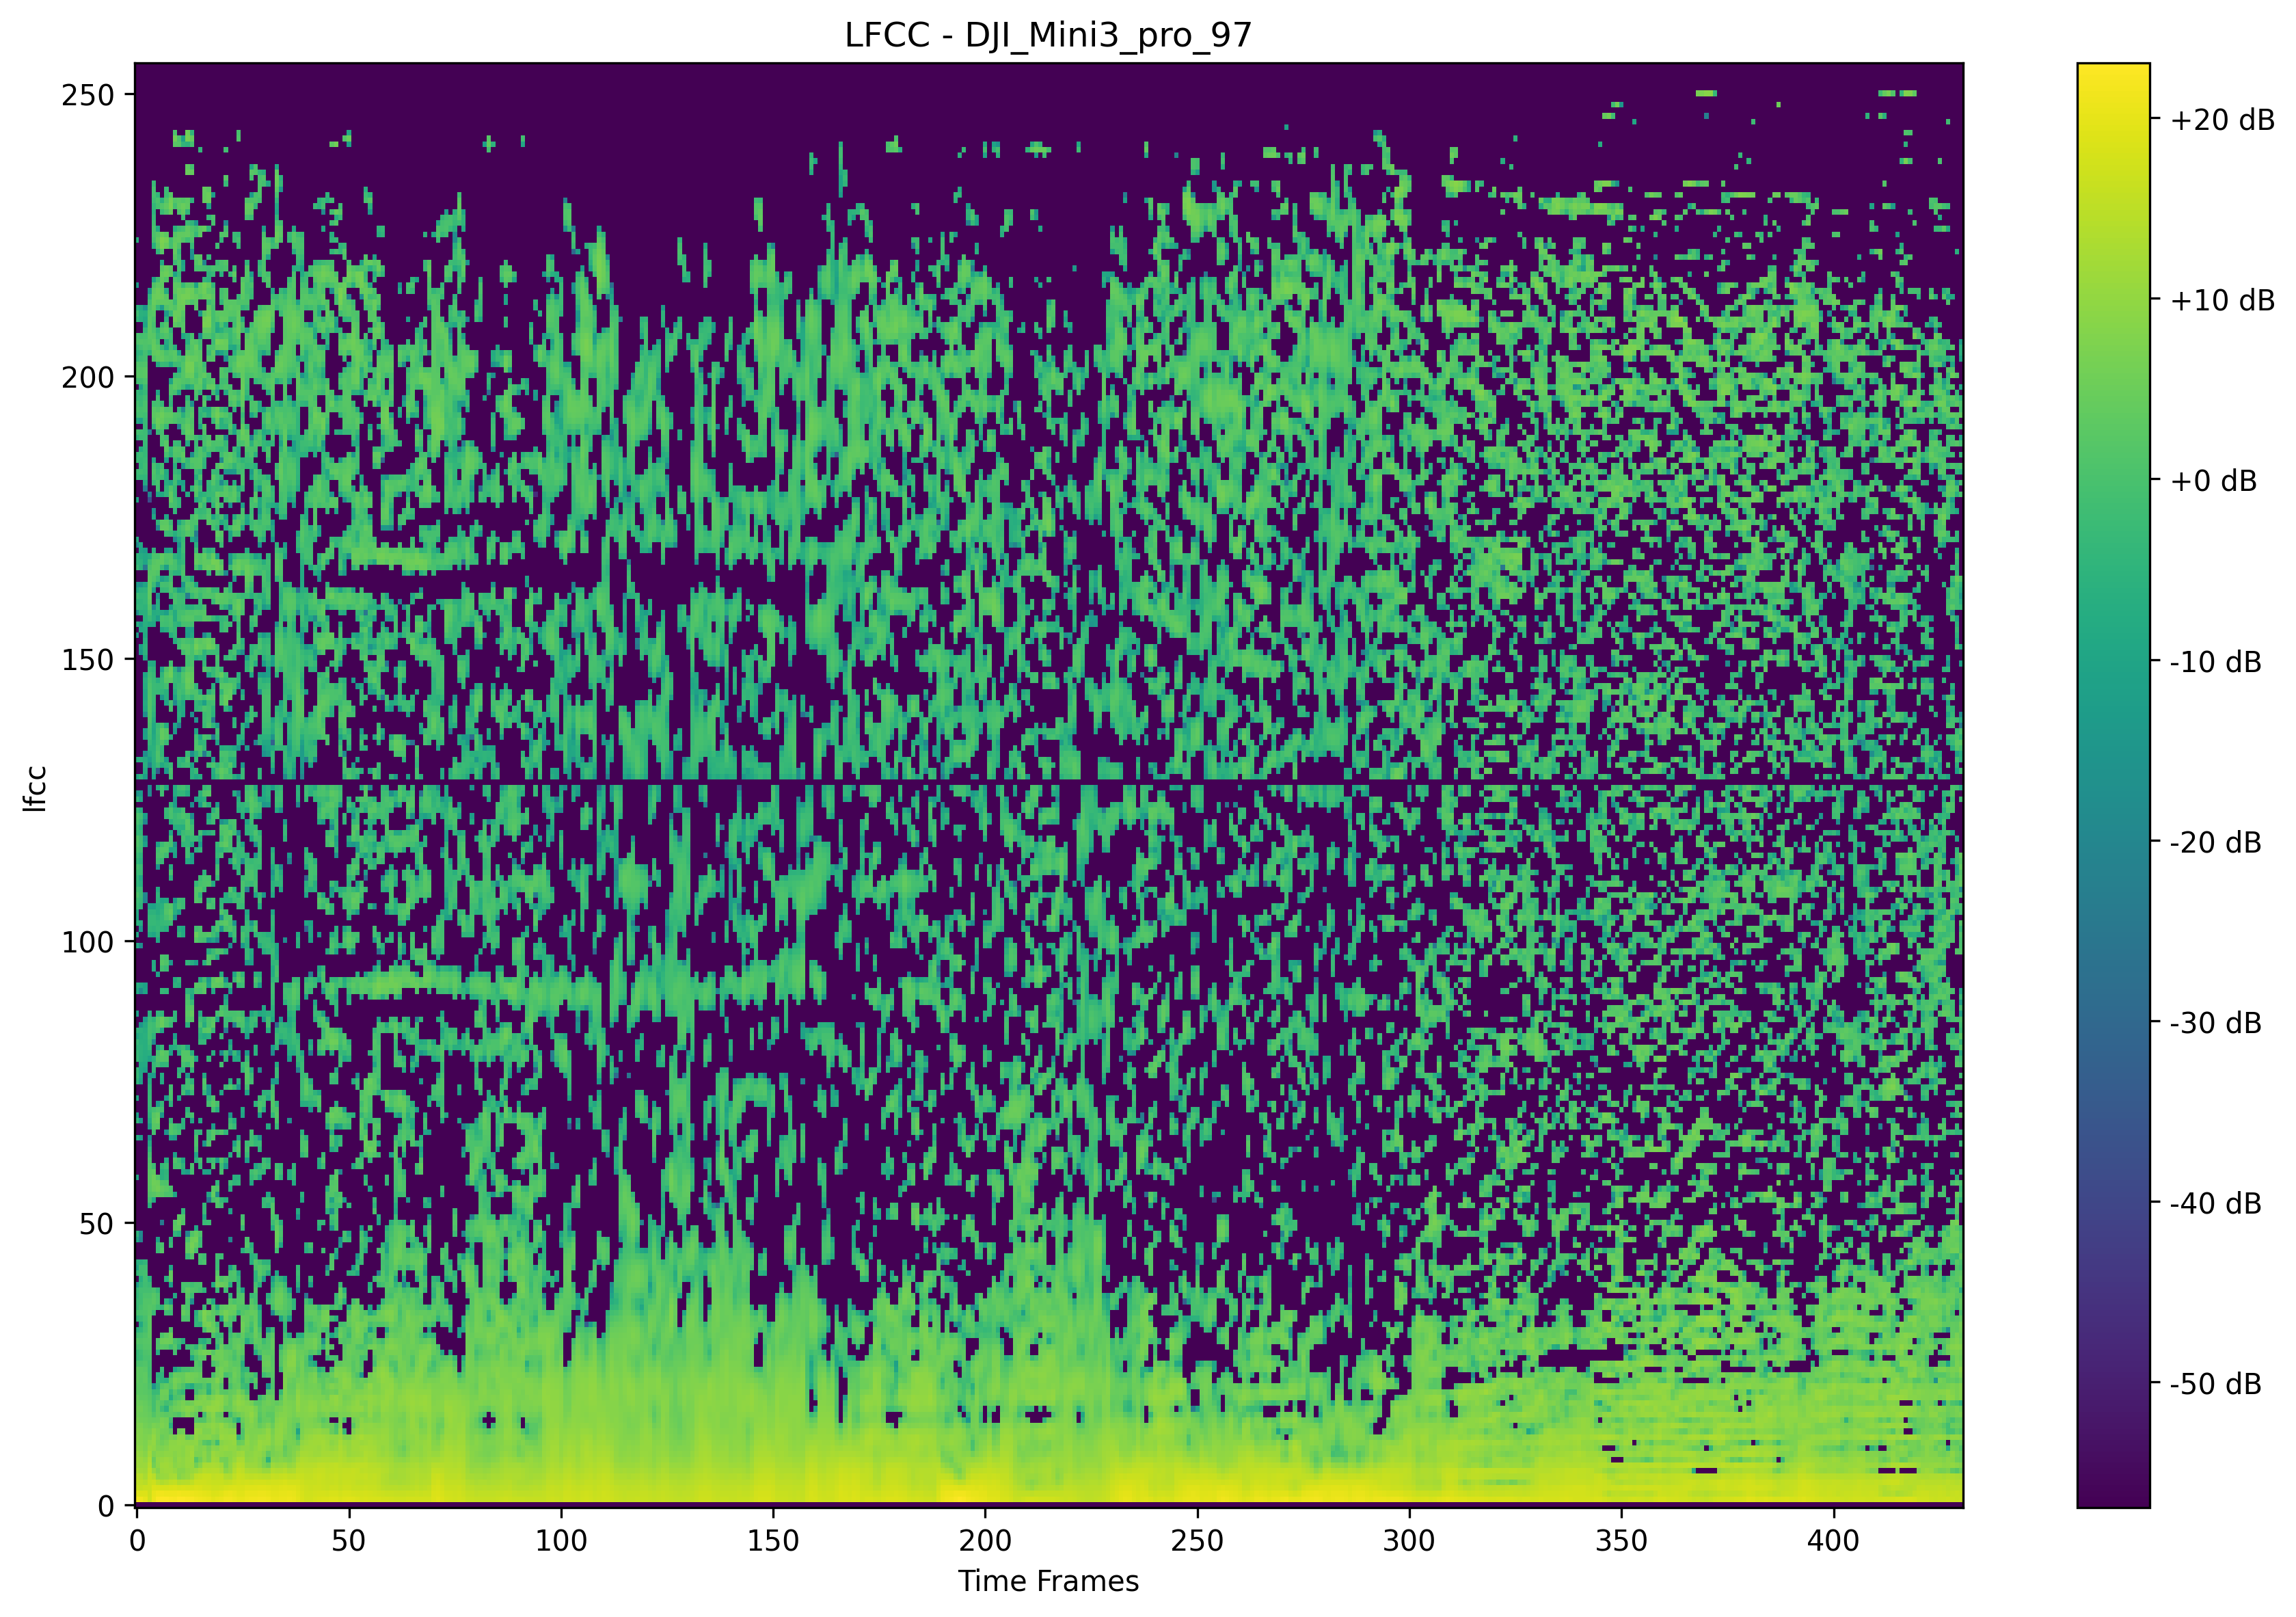 LFCC - DJI_Mini3_pro_97
250
200
150
100
50
0
lfcc
0 50 100 150 200 250 300 350 400
Time Frames
+20 dB
+10 dB
+0 dB
-10 dB
-20 dB
-30 dB
-40 dB
-50 dB